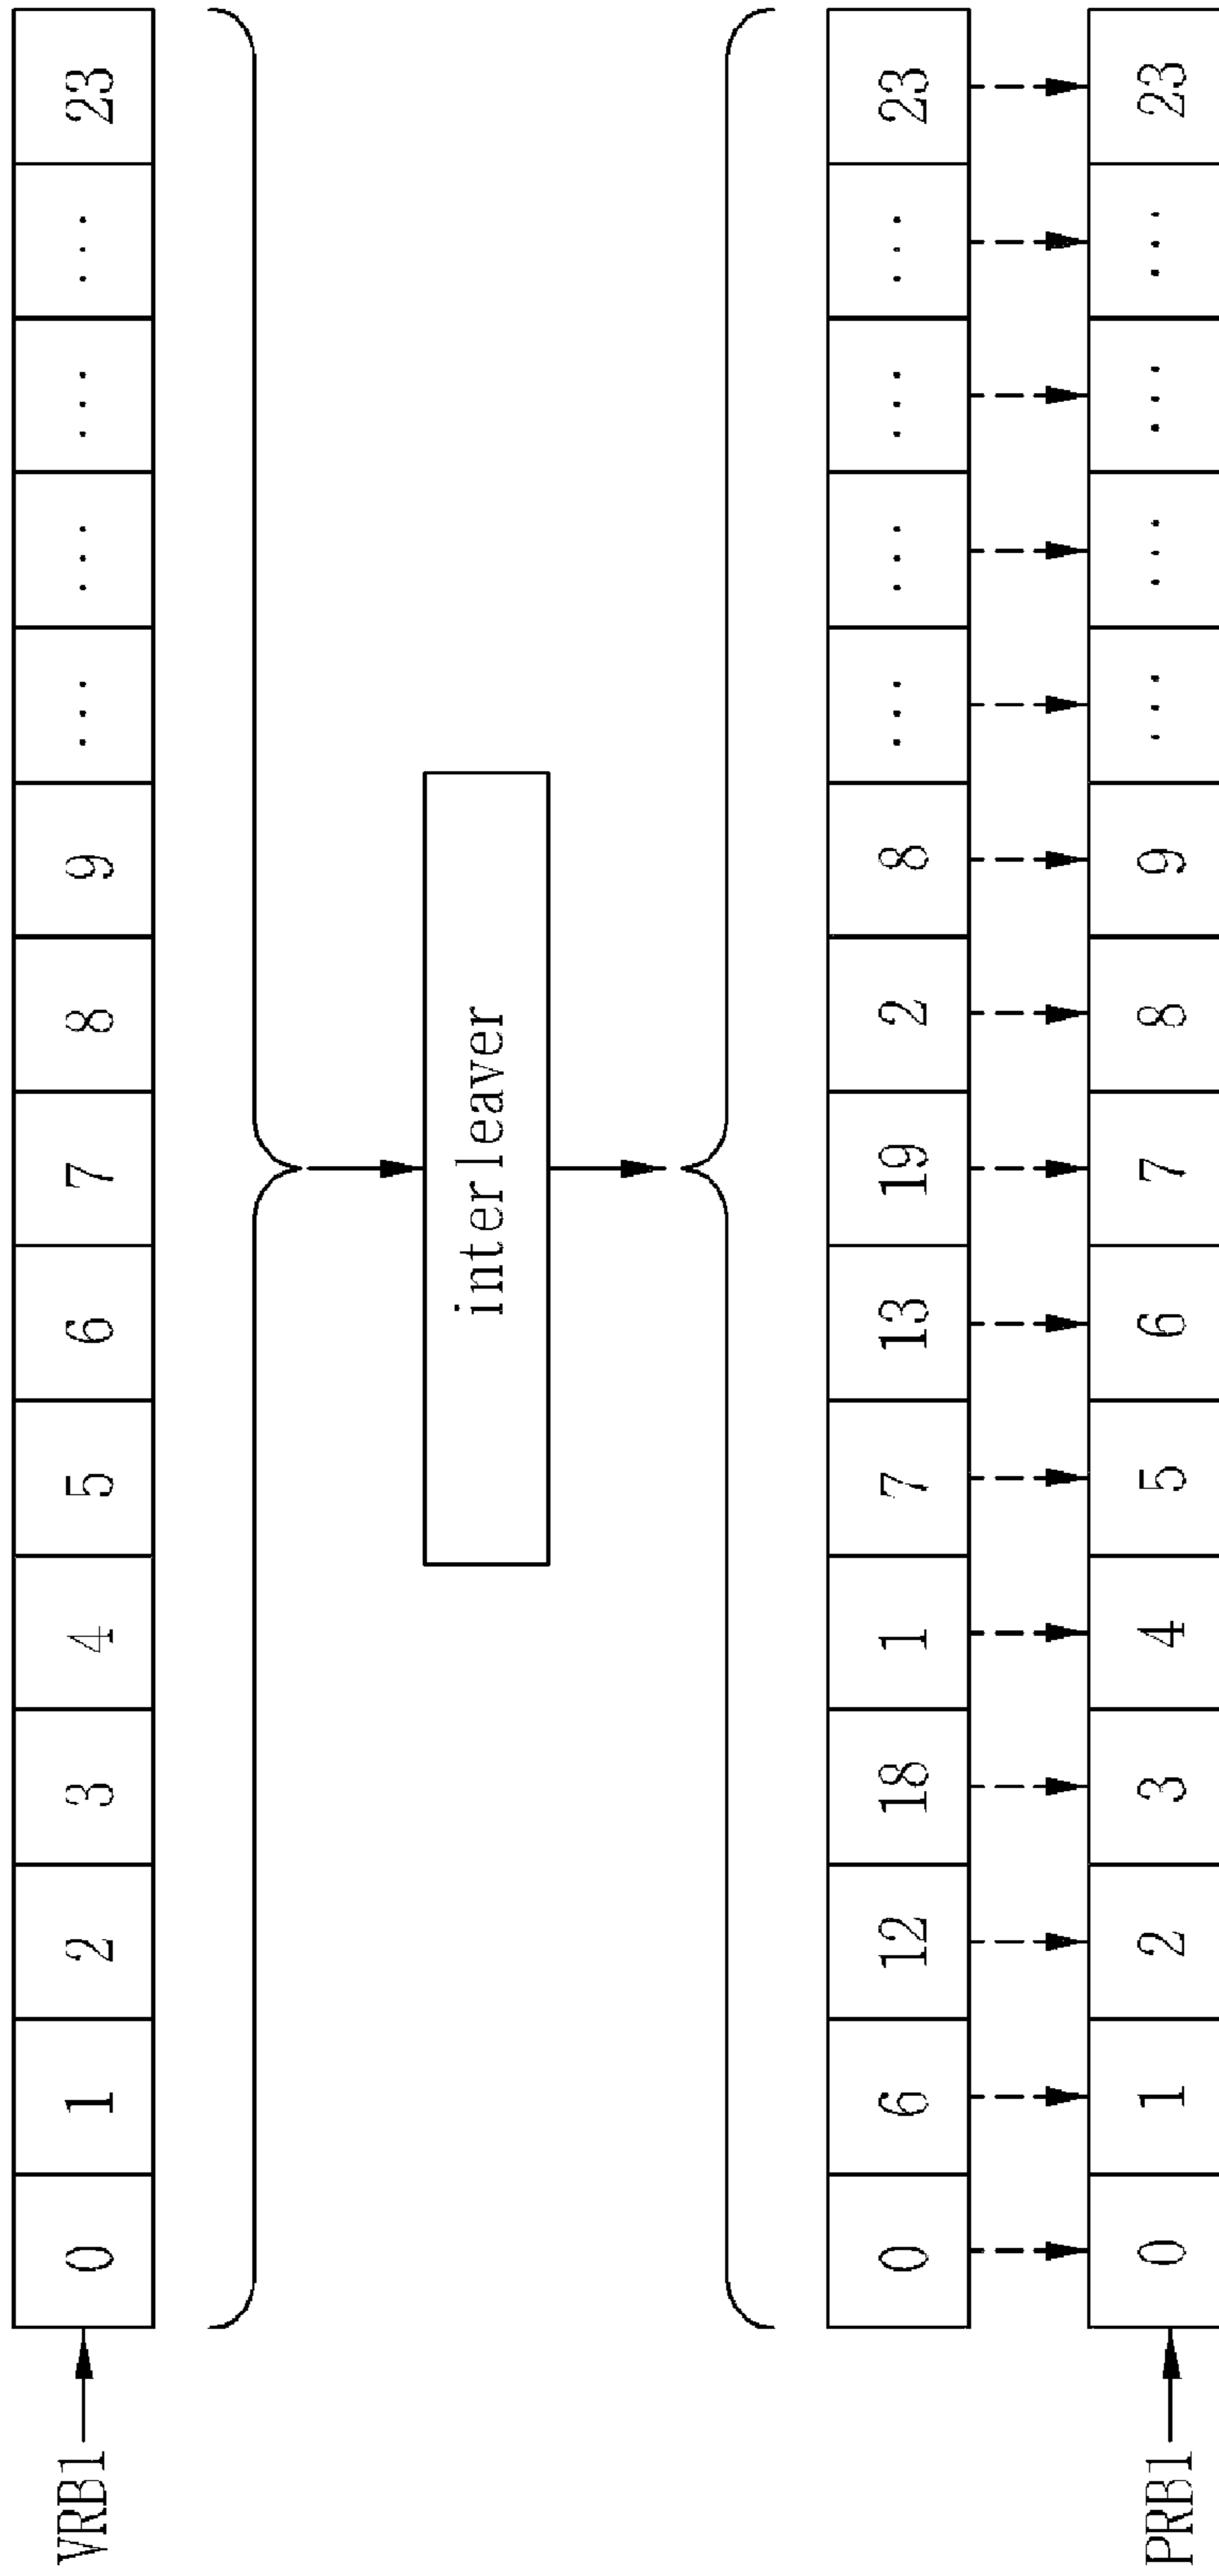 VRB1 0 1 2 3 4 5 6 7 8 9 ... ... ... ... 23
interleaver
0 6 12 18 1 7 13 19 2 8 ... ... ... ... 23
PRB1 0 1 2 3 4 5 6 7 8 9 ... ... ... ... 23